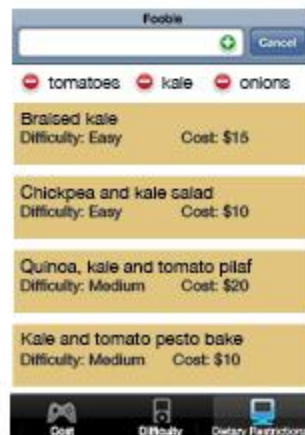 Foobie
Cancel
tomatoes kale onions
Braised kale
Difficulty: Easy Cost: $15
Chickpea and kale salad
Difficulty: Easy Cost: $10
Quinoa, kale and tomato pilaf
Difficulty: Medium Cost: $20
Kale and tomato pesto bake
Difficulty: Medium Cost: $10
Cost Difficulty Dietary Restrictions